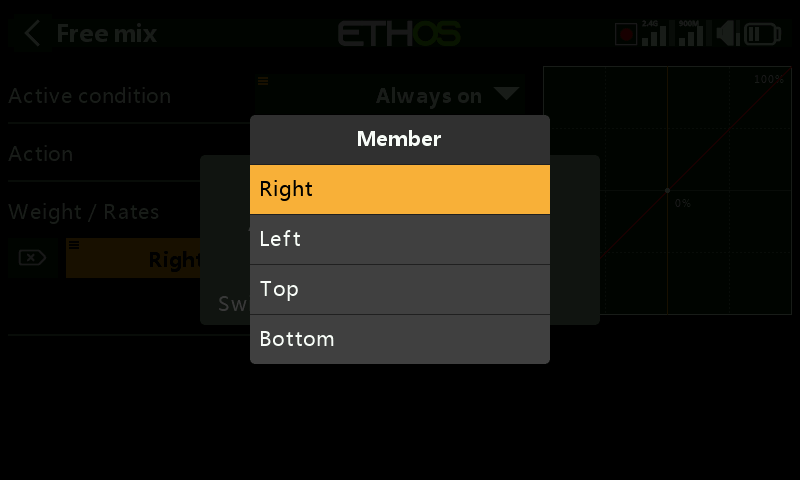 Free mix
ETHOS
2.4G
900M
Active condition
Always on
100%
Member
Action
Right
Weight / Rates
0%
Left
Right
Top
Sw
Bottom